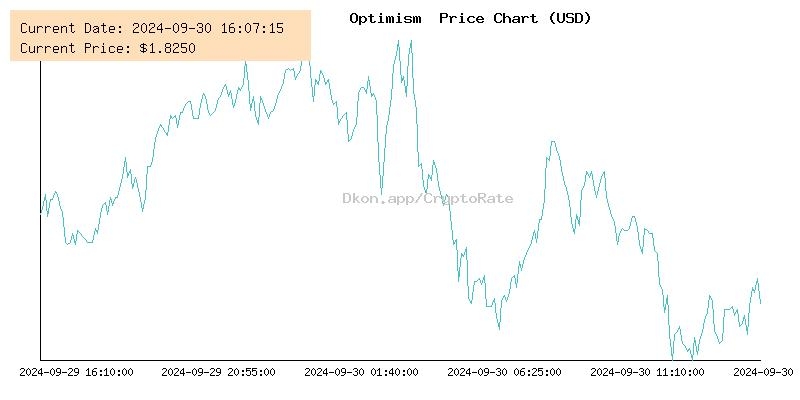 Optimism  Price Chart (USD)
Current Date: 2024-09-30 16:07:15
Current Price: $1.8250
Dkon.app/CryptoRate
2024-09-29 16:10:00
2024-09-29 20:55:00
2024-09-30 01:40:00
2024-09-30 06:25:00
2024-09-30 11:10:00
2024-09-30